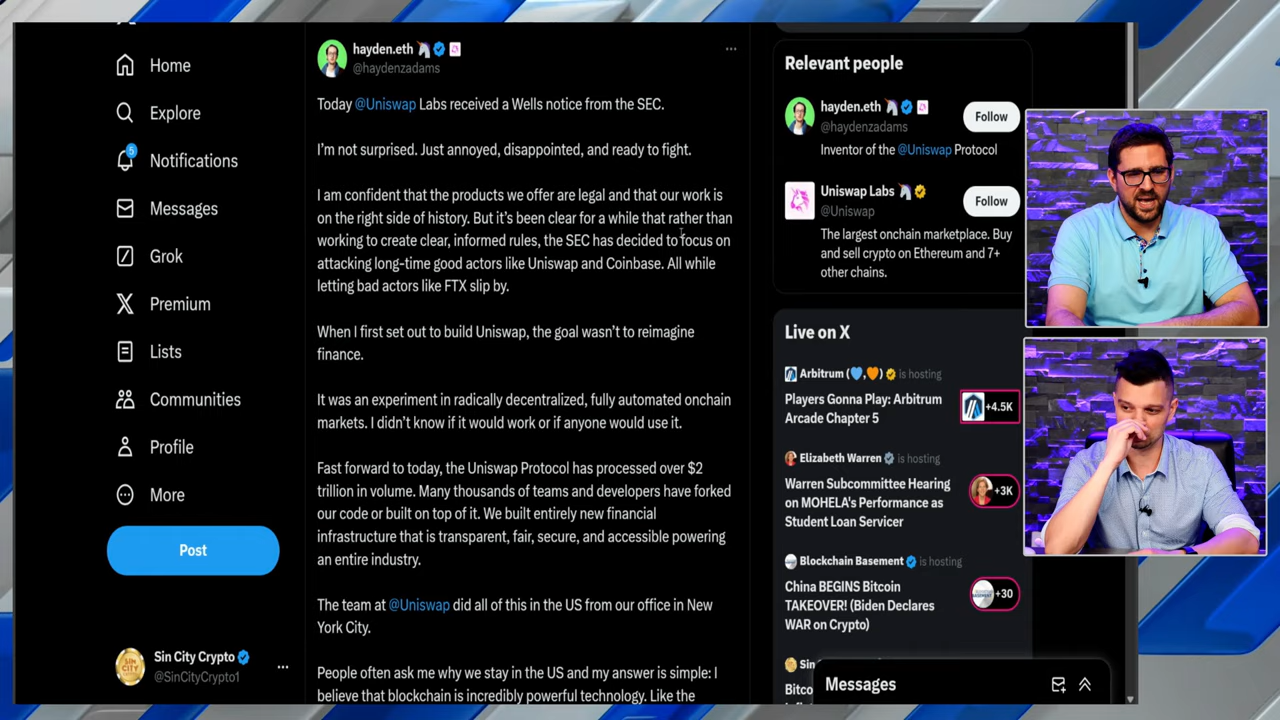 Home
Explore
5
Notifications
Messages
Grok
Premium
Lists
Communities
Profile
More
Post
Sin City Crypto
@SinCityCrypto1
hayden.eth
@haydenzadams
Today @Uniswap Labs received a Wells notice from the SEC.
I'm not surprised. Just annoyed, disappointed, and ready to fight.
I am confident that the products we offer are legal and that our work is
on the right side of history. But it's been clear for a while that rather than
working to create clear, informed rules, the SEC has decided to focus on
attacking long-time good actors like Uniswap and Coinbase. All while
letting bad actors like FTX slip by.
When I first set out to build Uniswap, the goal wasn't to reimagine
finance.
It was an experiment in radically decentralized, fully automated onchain
markets. I didn't know if it would work or if anyone would use it.
Fast forward to today, the Uniswap Protocol has processed over $2
trillion in volume. Many thousands of teams and developers have forked
our code or built on top of it. We built entirely new financial
infrastructure that is transparent, fair, secure, and accessible powering
an entire industry.
The team at @Uniswap did all of this in the US from our office in New
York City.
People often ask me why we stay in the US and my answer is simple: I
believe that blockchain is incredibly powerful technology. Like the
Relevant people
hayden.eth
@haydenzadams
Follow
Inventor of the @Uniswap Protocol
Uniswap Labs
@Uniswap
Follow
The largest onchain marketplace. Buy
and sell crypto on Ethereum and 7+
other chains.
Live on X
Arbitrum (💙,🧡) is hosting
Players Gonna Play: Arbitrum
Arcade Chapter 5
+4.5K
Elizabeth Warren is hosting
Warren Subcommittee Hearing
on MOHELA's Performance as
Student Loan Servicer
+3K
Blockchain Basement is hosting
China BEGINS Bitcoin
TAKEOVER! (Biden Declares
WAR on Crypto)
+30
Sin
Bitco
Messages